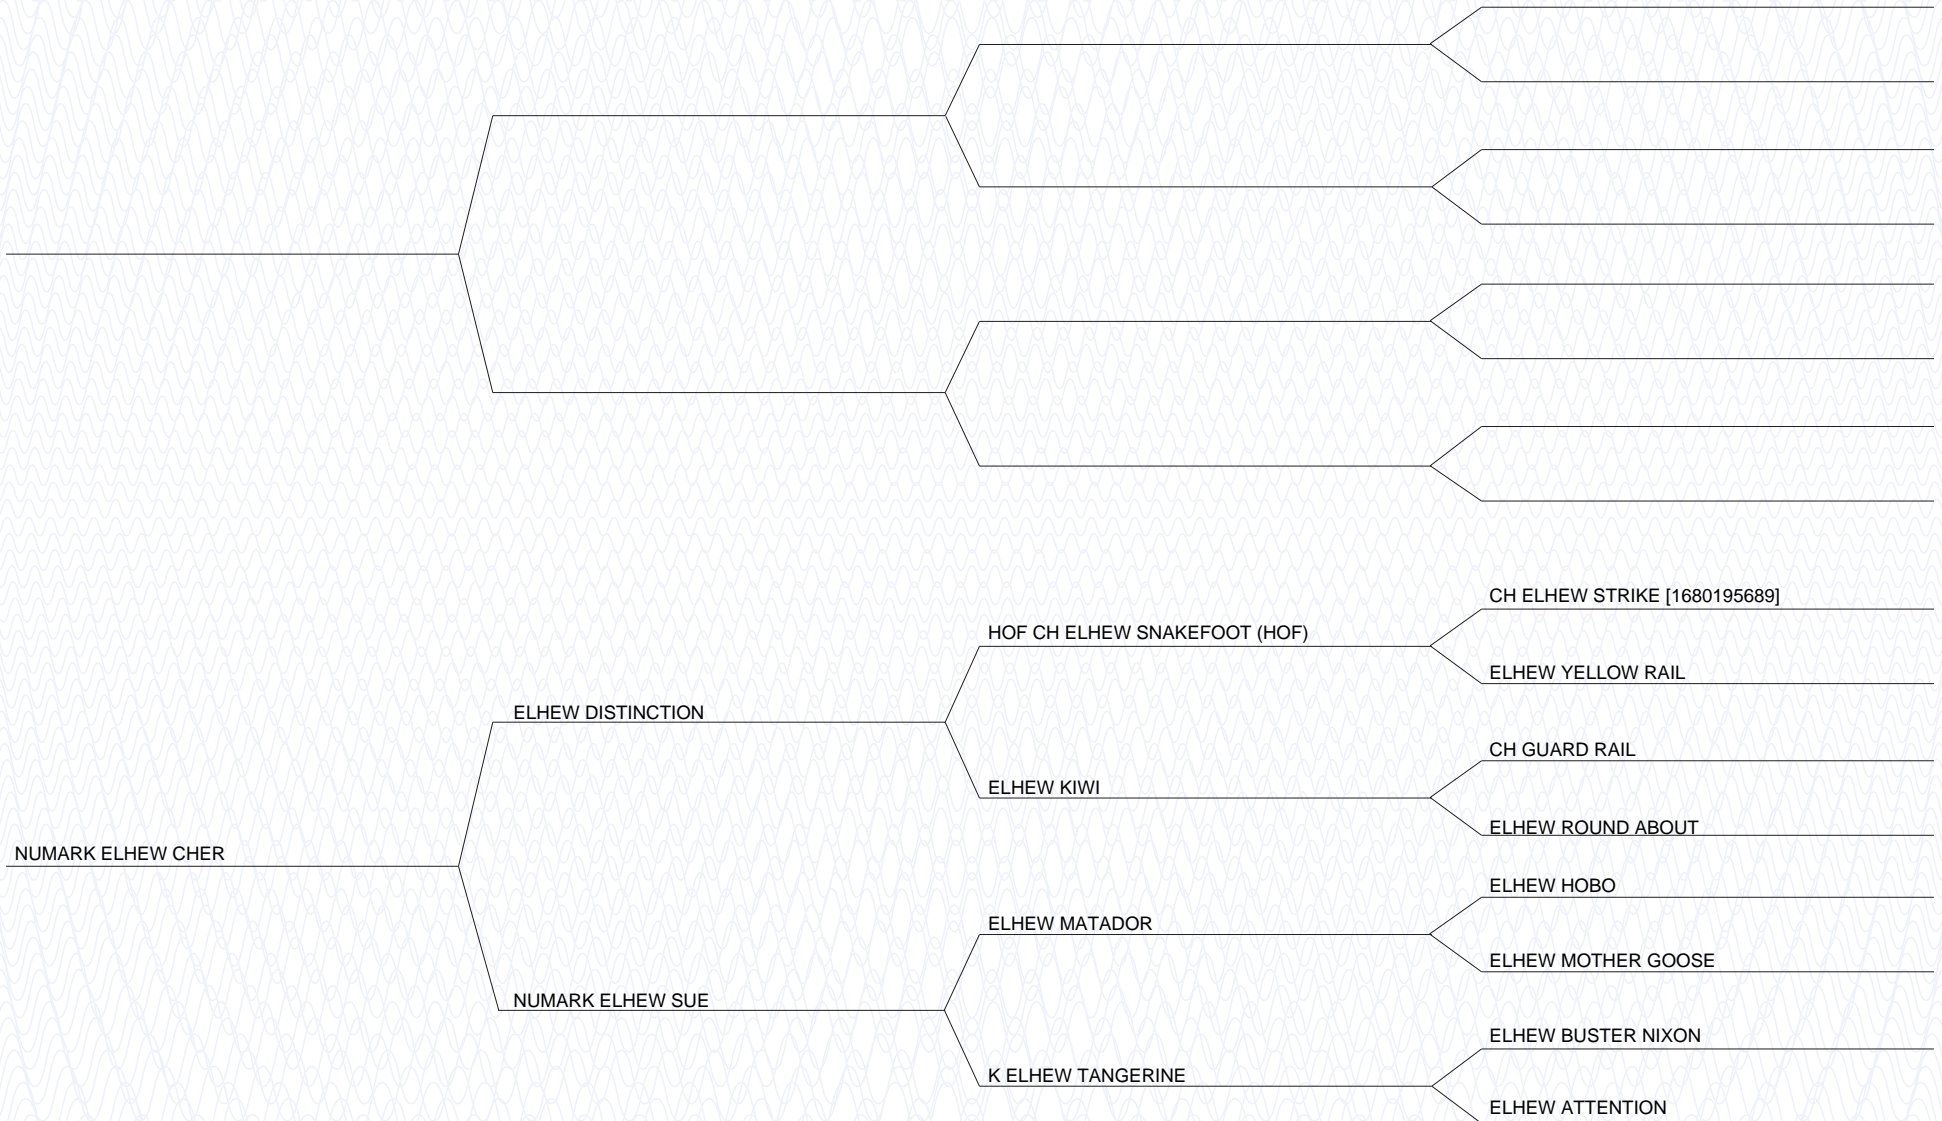 CH ELHEW STRIKE [1680195689]
HOF CH ELHEW SNAKEFOOT (HOF)
ELHEW YELLOW RAIL
ELHEW DISTINCTION
CH GUARD RAIL
ELHEW KIWI
ELHEW ROUND ABOUT
NUMARK ELHEW CHER
ELHEW HOBO
ELHEW MATADOR
ELHEW MOTHER GOOSE
NUMARK ELHEW SUE
ELHEW BUSTER NIXON
K ELHEW TANGERINE
ELHEW ATTENTION